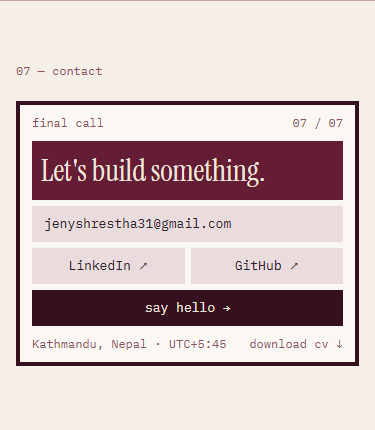 07 — contact
final call 07 / 07
Let's build something.
jenyshrestha31@gmail.com
LinkedIn ↗ GitHub ↗
say hello →
Kathmandu, Nepal · UTC+5:45 download cv ↓